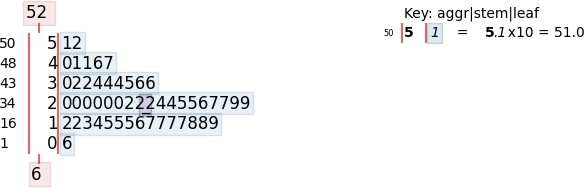 52
Key: aggr|stem|leaf
50 5 1 = 5.1x10 = 51.0
50 5 12
48 4 01167
43 3 022444566
34 2 000000222445567799
16 1 223455567777889
1 0 6
6